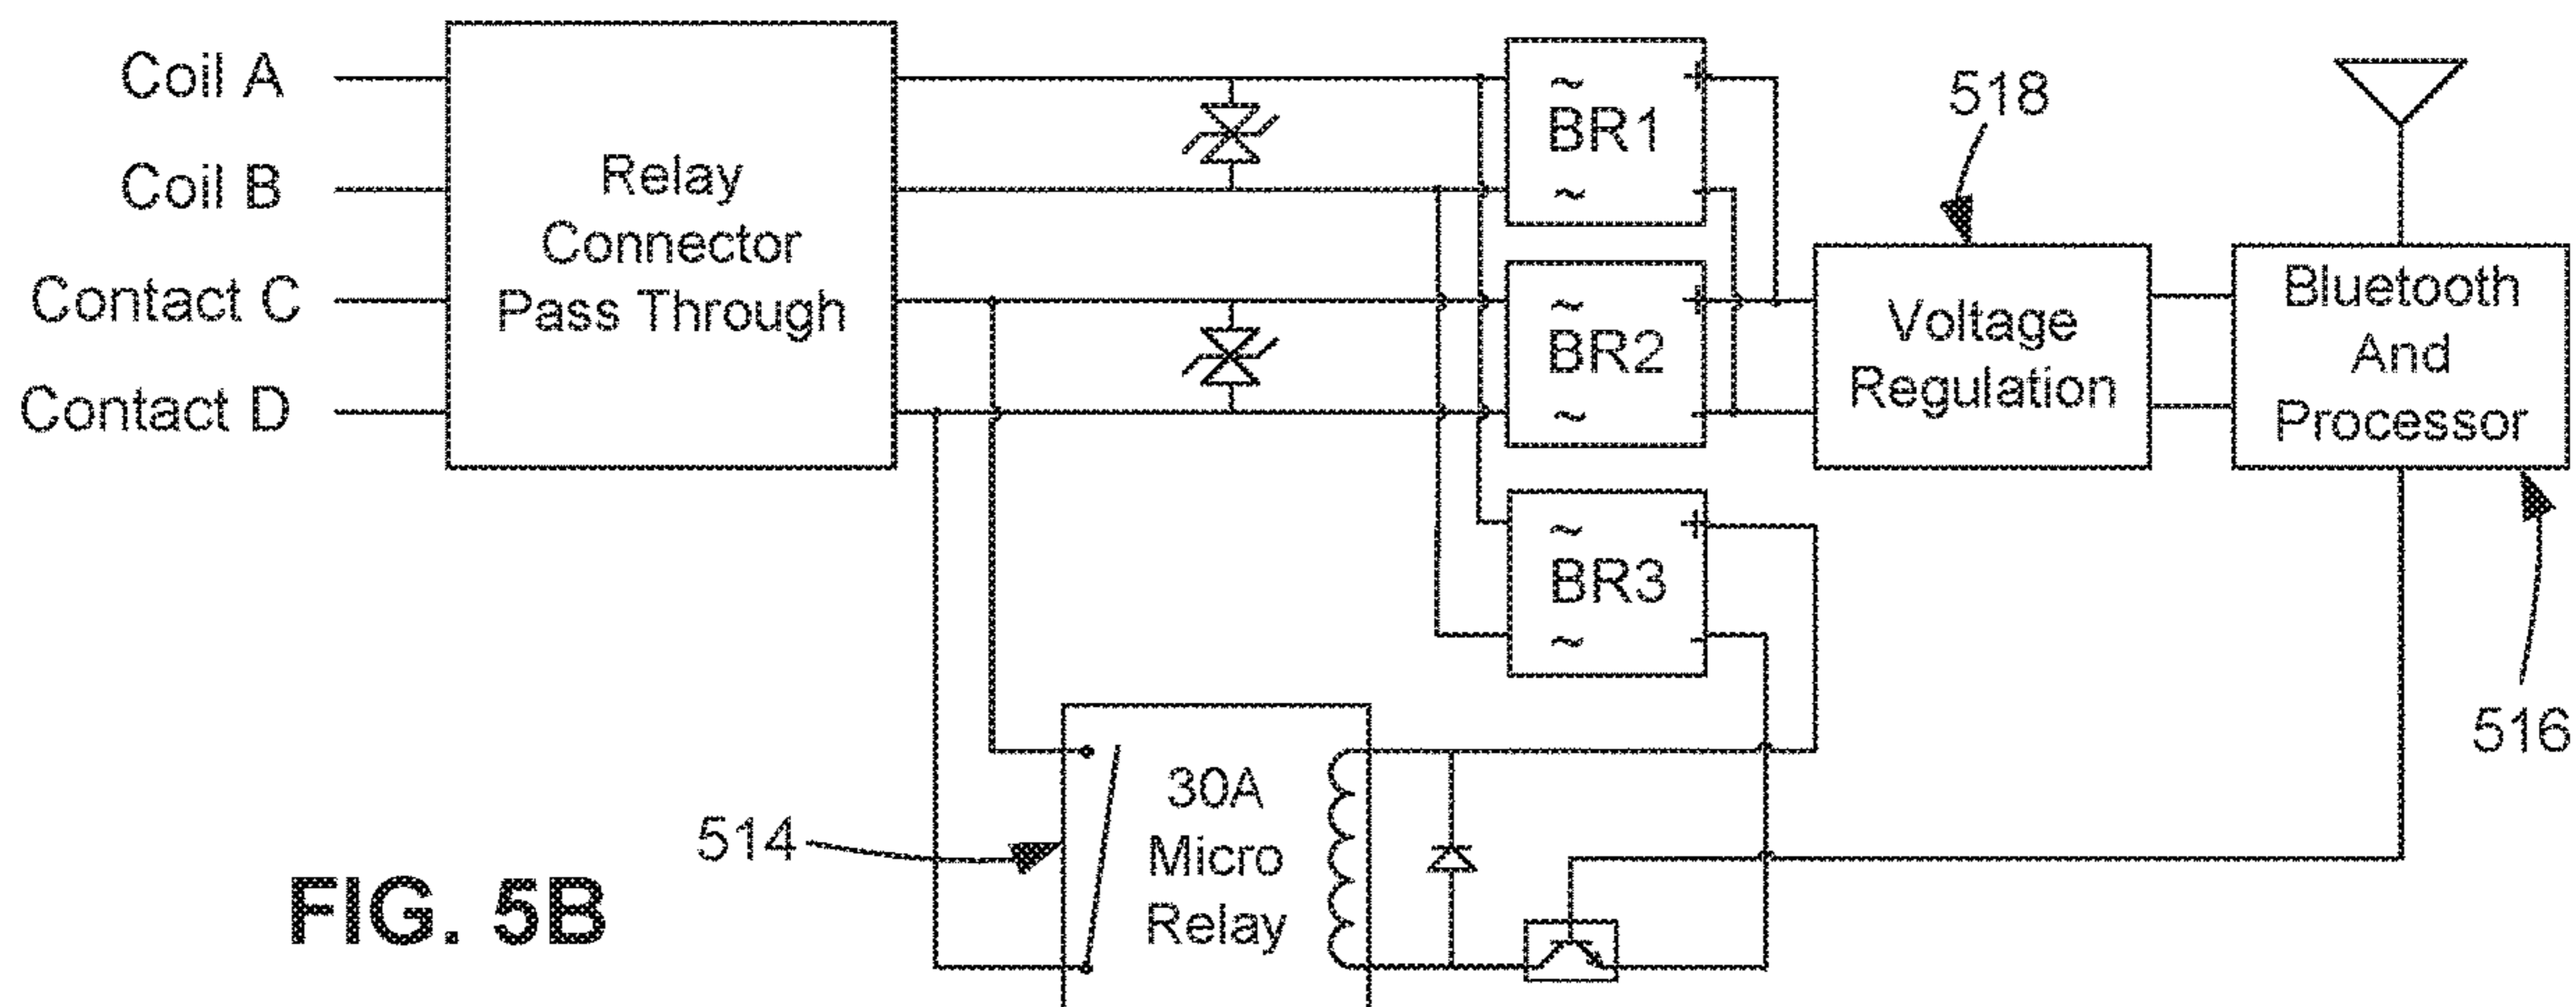 Coil A
Coil B
Contact C
Contact D
Relay
Connector
Pass Through
~
BR1
~
+
-
~
BR2
~
+
-
~
BR3
~
+
-
518
Voltage
Regulation
Bluetooth
And
Processor
516
514
30A
Micro
Relay
FIG. 5B